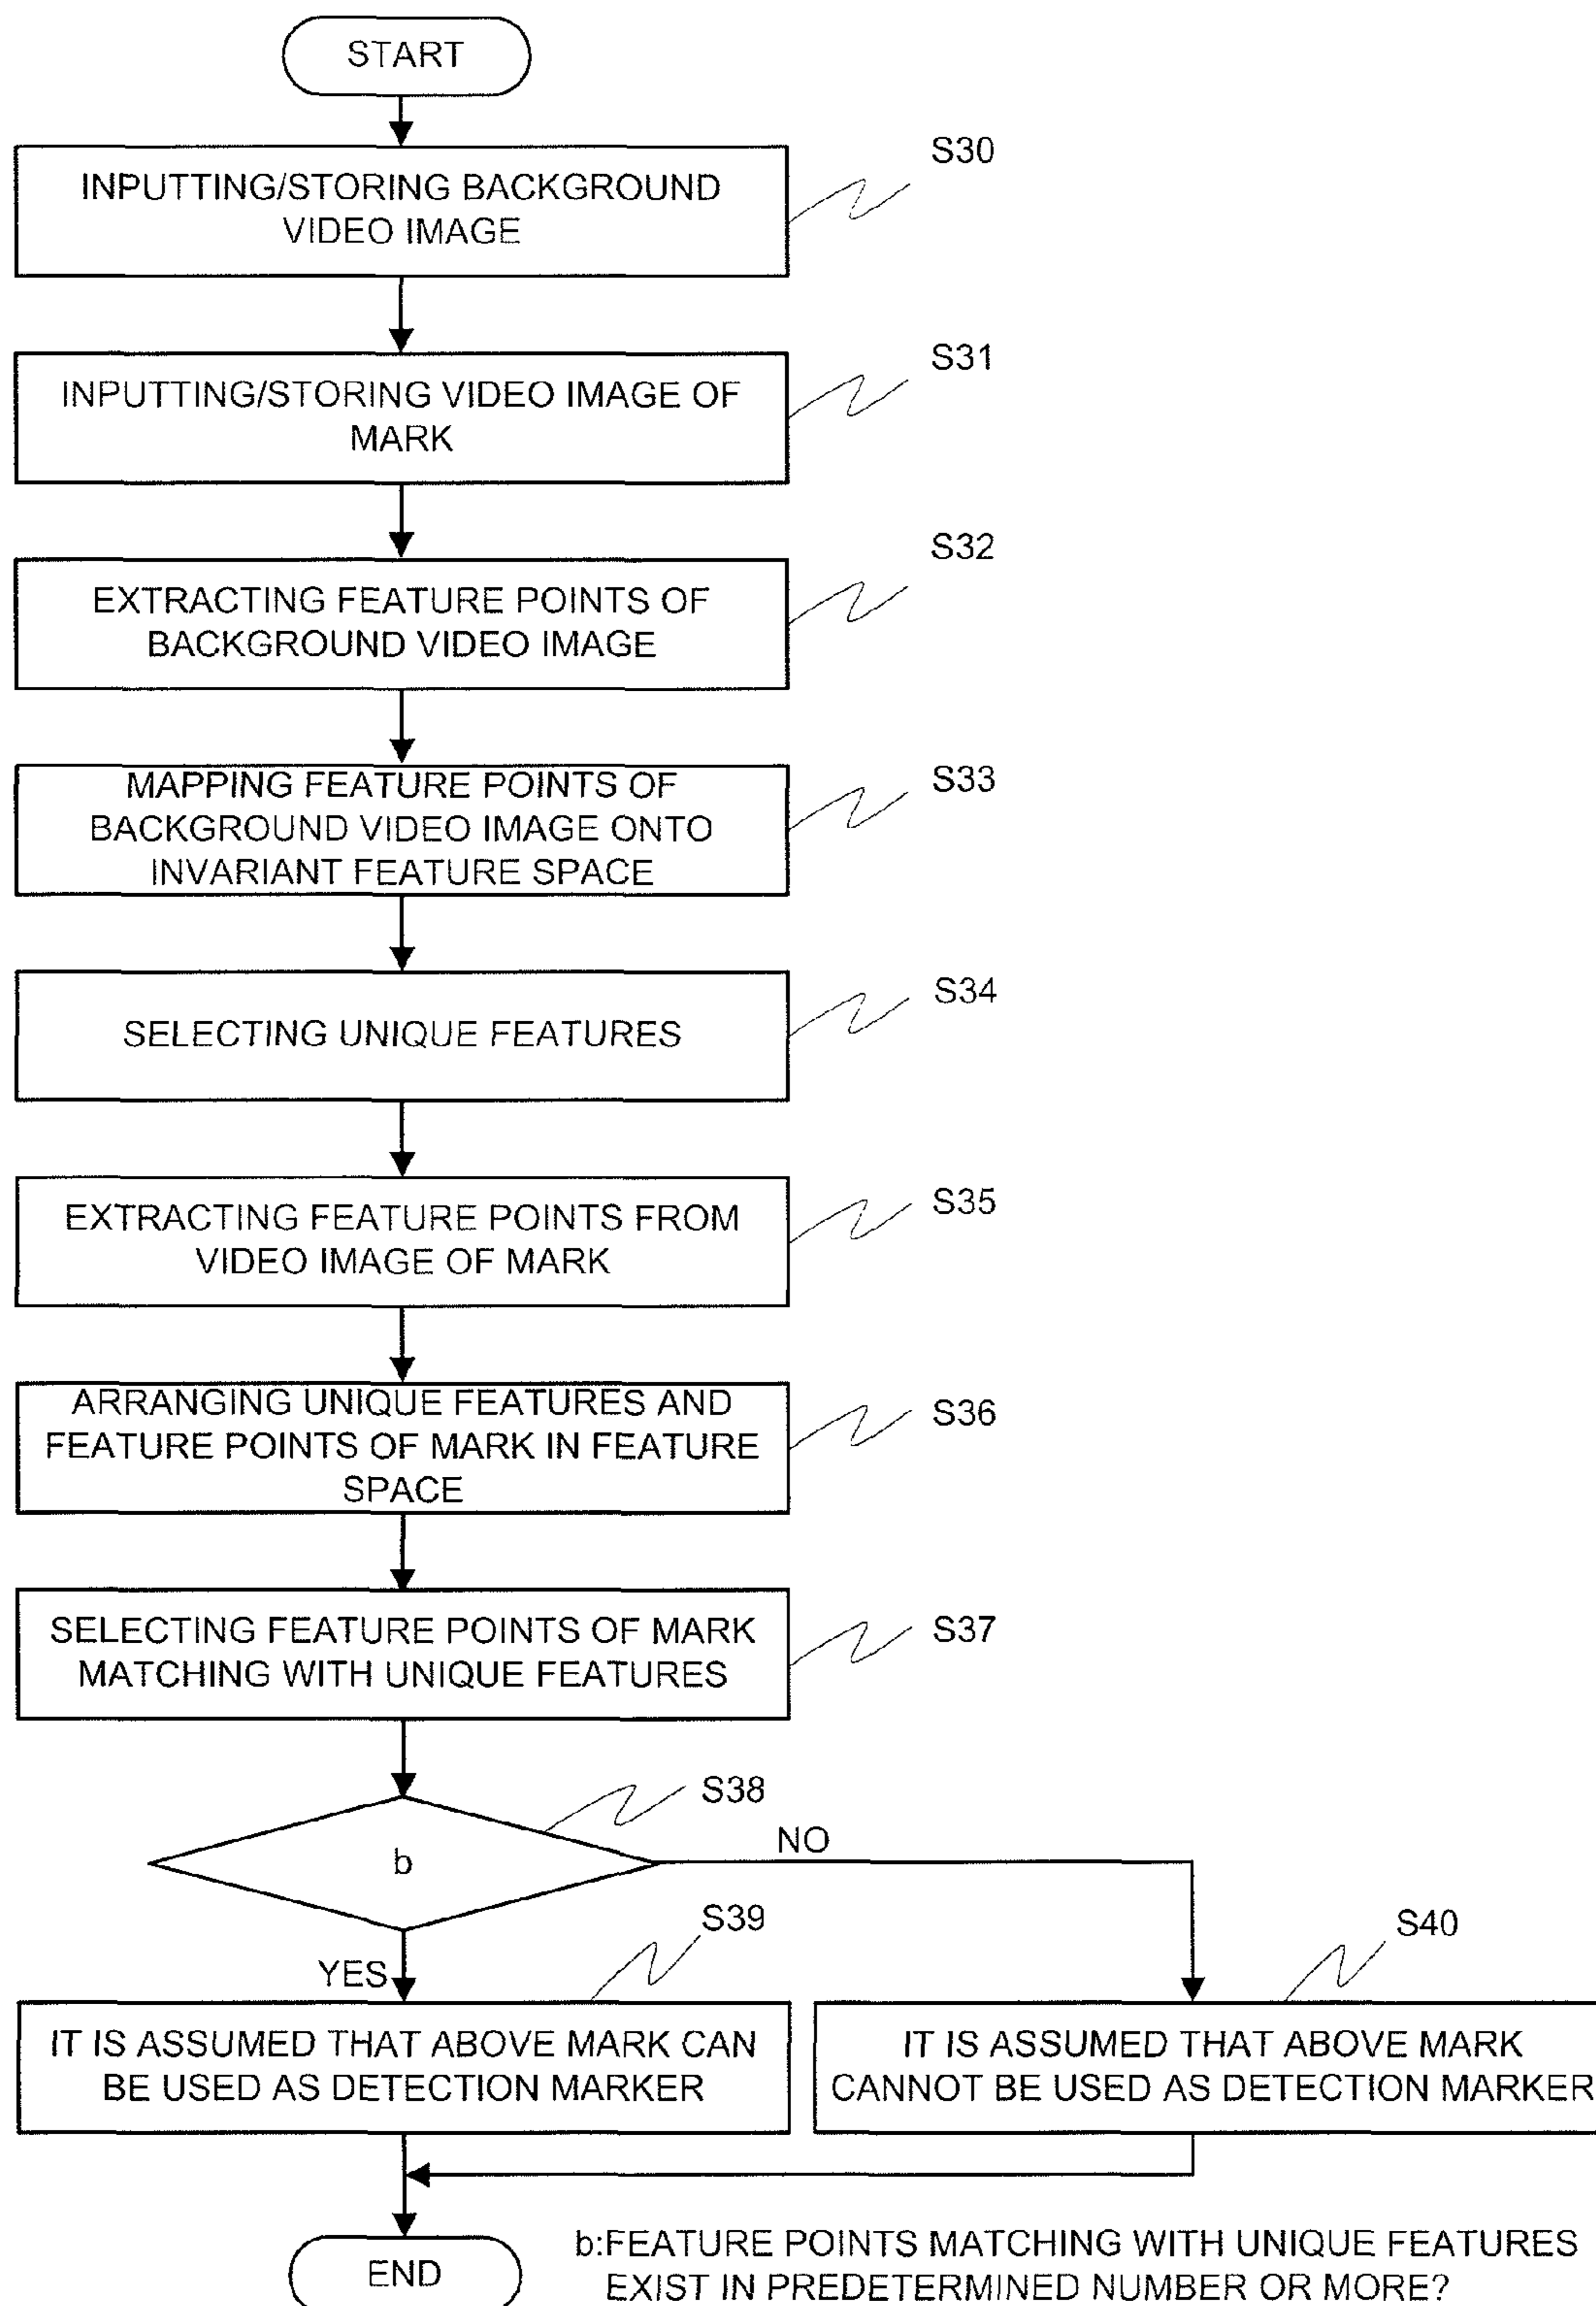 START
S30
INPUTTING/STORING BACKGROUND
VIDEO IMAGE
S31
INPUTTING/STORING VIDEO IMAGE OF
MARK
S32
EXTRACTING FEATURE POINTS OF
BACKGROUND VIDEO IMAGE
S33
MAPPING FEATURE POINTS OF
BACKGROUND VIDEO IMAGE ONTO
INVARIANT FEATURE SPACE
S34
SELECTING UNIQUE FEATURES
S35
EXTRACTING FEATURE POINTS FROM
VIDEO IMAGE OF MARK
S36
ARRANGING UNIQUE FEATURES AND
FEATURE POINTS OF MARK IN FEATURE
SPACE
S37
SELECTING FEATURE POINTS OF MARK
MATCHING WITH UNIQUE FEATURES
S38
b
NO
YES
S39
IT IS ASSUMED THAT ABOVE MARK CAN
BE USED AS DETECTION MARKER
S40
IT IS ASSUMED THAT ABOVE MARK
CANNOT BE USED AS DETECTION MARKER
END
b:FEATURE POINTS MATCHING WITH UNIQUE FEATURES
EXIST IN PREDETERMINED NUMBER OR MORE?